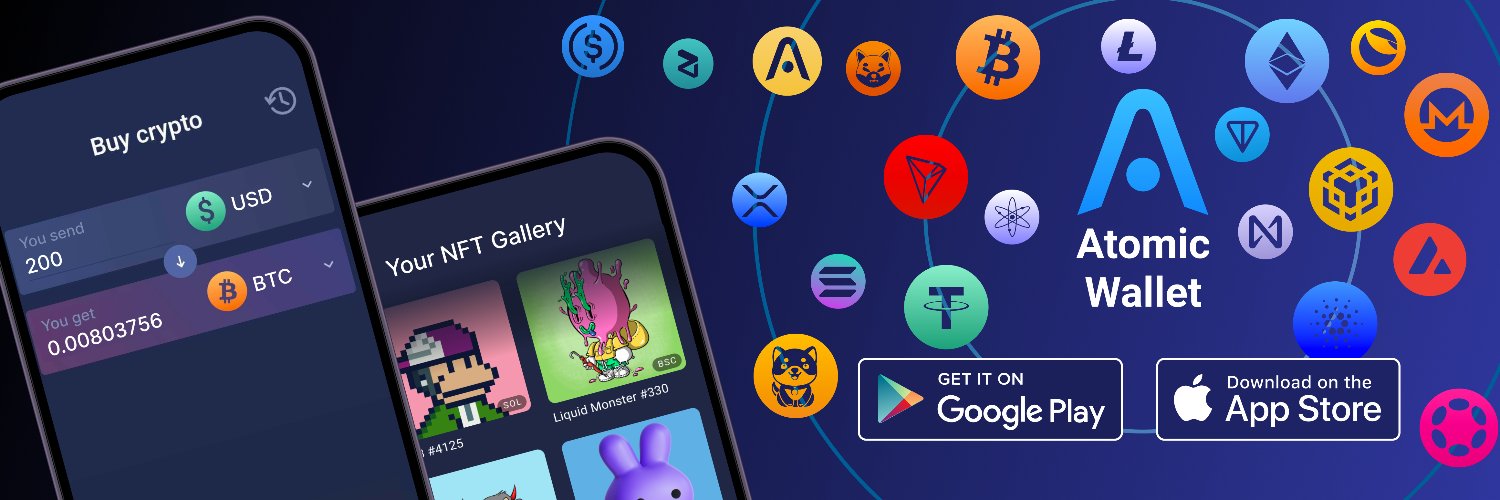 Buy crypto
You send
200
USD
You get
0.00803756
BTC
Your NFT Gallery
SOL
#4125
BSC
Liquid Monster #330
Atomic
Wallet
GET IT ON
Google Play
Download on the
App Store